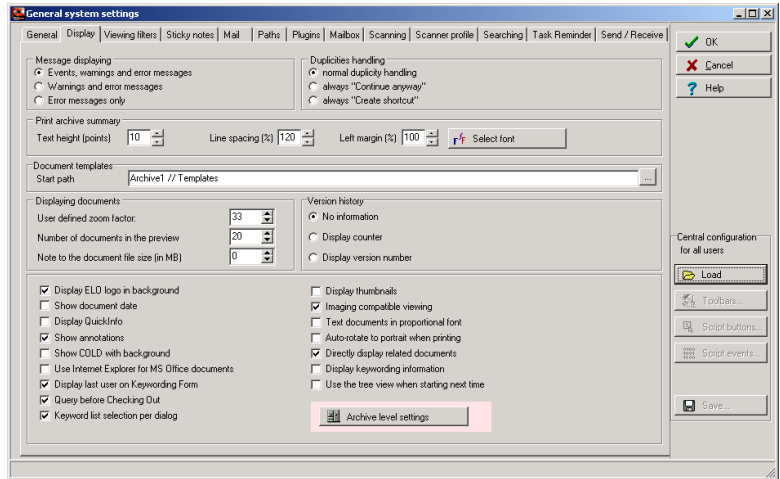 General system settings
General Display Viewing filters Sticky notes Mail Paths Plugins Mailbox Scanning Scanner profile Searching Task Reminder Send / Receive
OK
Cancel
Help
Message displaying
Events, warnings and error messages
Warnings and error messages
Error messages only
Duplicities handling
normal duplicity handling
always "Continue anyway"
always "Create shortcut"
Print archive summary
Text height (points) 10 Line spacing (%) 120 Left margin (%) 100 Select font
Document templates
Start path Archive1 // Templates ...
Displaying documents
User defined zoom factor: 33
Number of documents in the preview 20
Note to the document file size (in MB) 0
Version history
No information
Display counter
Display version number
Display ELO logo in background
Show document date
Display QuickInfo
Show annotations
Show COLD with background
Use Internet Explorer for MS Office documents
Display last user on Keywording Form
Query before Checking Out
Keyword list selection per dialog
Display thumbnails
Imaging compatible viewing
Text documents in proportional font
Auto-rotate to portrait when printing
Directly display related documents
Display keywording information
Use the tree view when starting next time
Archive level settings
Central configuration
for all users
Load
Toolbars...
Script buttons...
Script events...
Save...